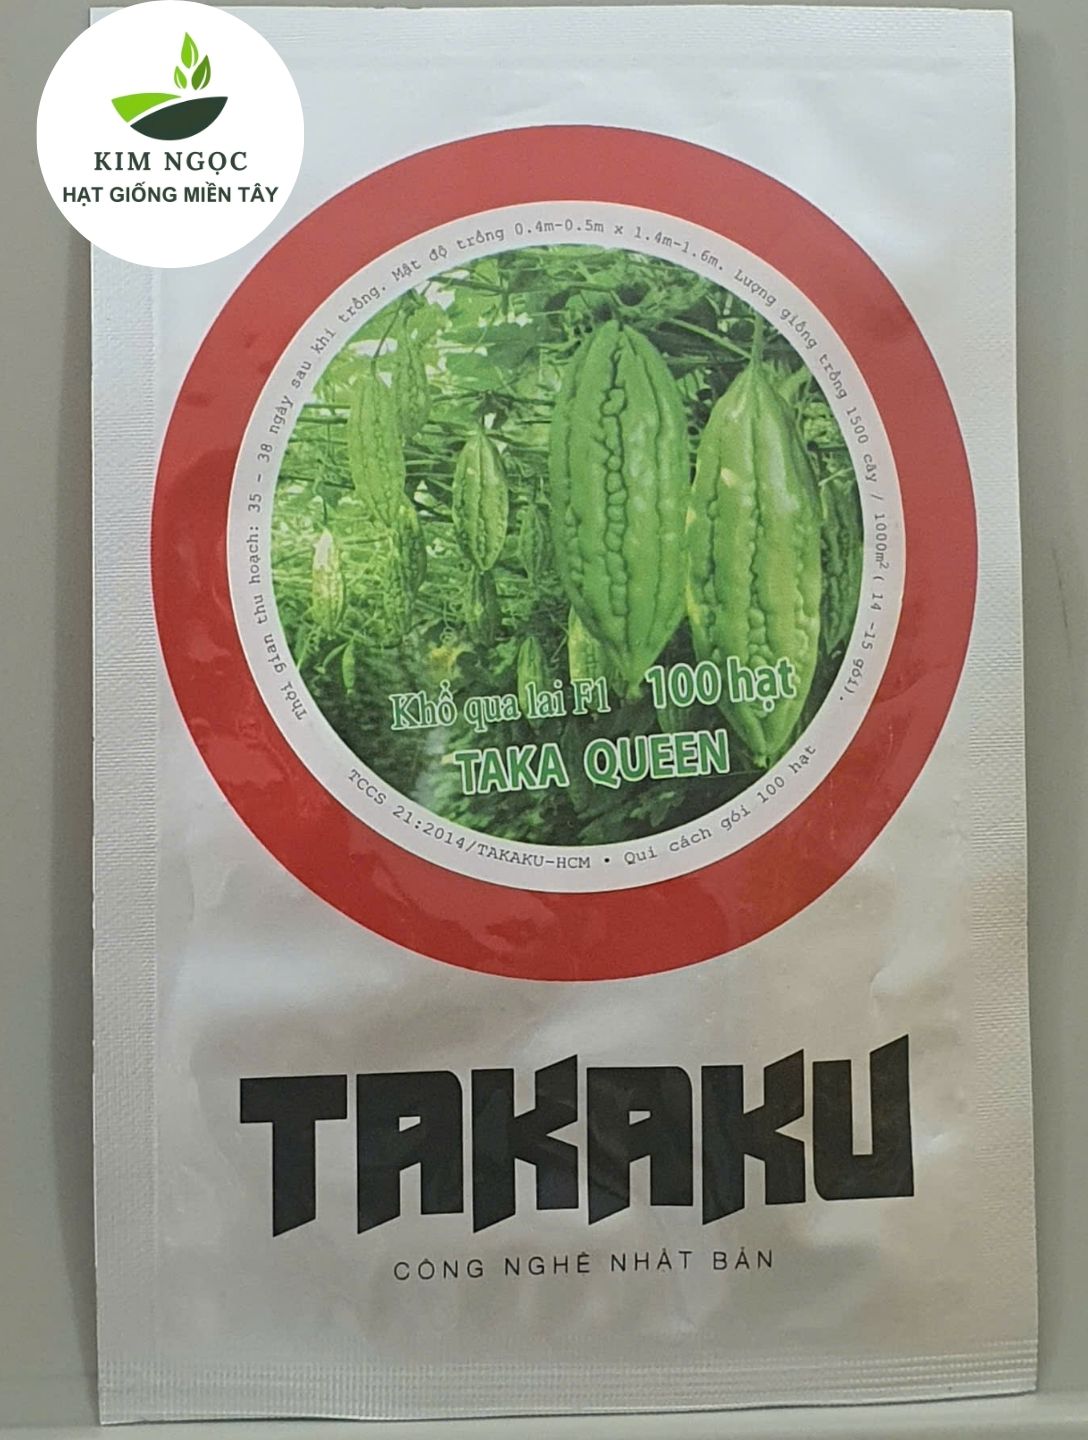 KIM NGỌC
HẠT GIỐNG MIỀN TÂY
Thời gian thu hoạch: 35 - 38 ngày sau khi trồng. Mật độ trồng 0.4m-0.5m x 1.4m-1.6m. Lượng giống trồng 1500 cây / 1000m² ( 14 -15 gói).
Khổ qua lai F1 100 hạt
TAKA QUEEN
TCCS 21:2014/TAKAKU-HCM • Qui cách gói 100 hạt
TAKAKU
CÔNG NGHỆ NHẬT BẢN